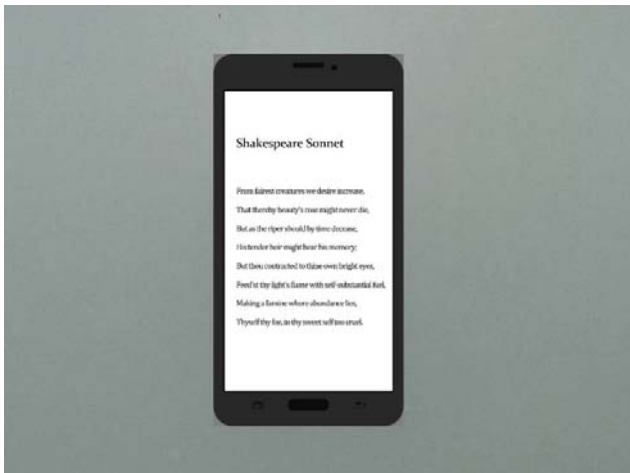 Shakespeare Sonnet
From fairest creatures we desire increase,
That thereby beauty's rose might never die,
But as the riper should by time decease,
His tender heir might bear his memory;
But thou contracted to thine own bright eyes,
Feed'st thy light's flame with self-substantial fuel,
Making a famine where abundance lies,
Thyself thy foe, to thy sweet self too cruel.